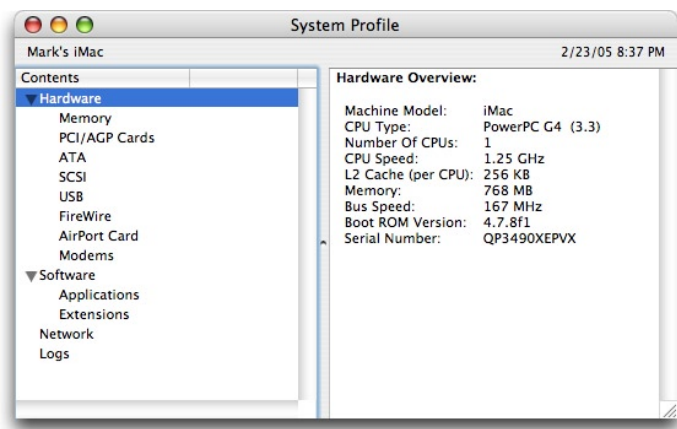 System Profile
Mark's iMac 2/23/05 8:37 PM
Contents
Hardware
Memory
PCI/AGP Cards
ATA
SCSI
USB
FireWire
AirPort Card
Modems
Software
Applications
Extensions
Network
Logs
Hardware Overview:
Machine Model: iMac
CPU Type: PowerPC G4 (3.3)
Number Of CPUs: 1
CPU Speed: 1.25 GHz
L2 Cache (per CPU): 256 KB
Memory: 768 MB
Bus Speed: 167 MHz
Boot ROM Version: 4.7.8f1
Serial Number: QP3490XEPVX